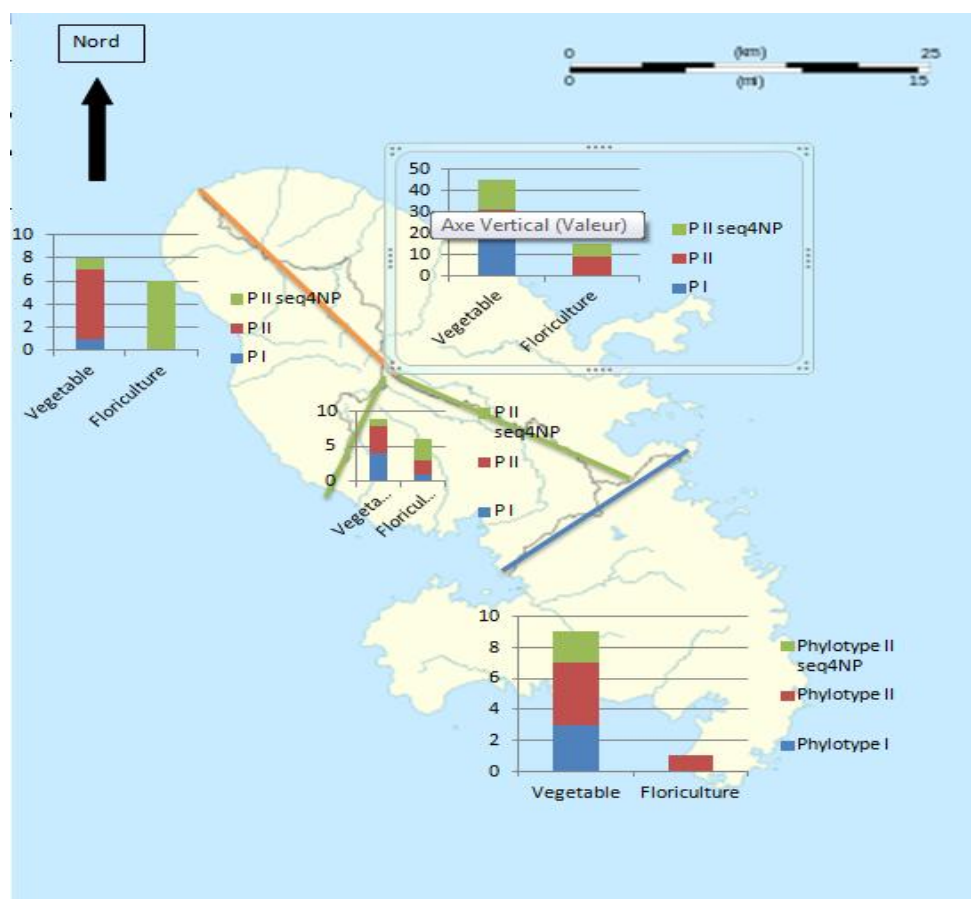 Nord
0 (km) 25
0 (mi) 15
50
40
30
20
10
0
Axe Vertical (Valeur)
Vegetable
Floriculture
P II seq4NP
P II
P I
10
8
6
4
2
0
Vegetable
Floriculture
P II seq4NP
P II
P I
10
5
0
Vegeta...
Floricul...
P II
seq4NP
P II
P I
10
8
6
4
2
0
Vegetable Floriculture
Phylotype II
seq4NP
Phylotype II
Phylotype I